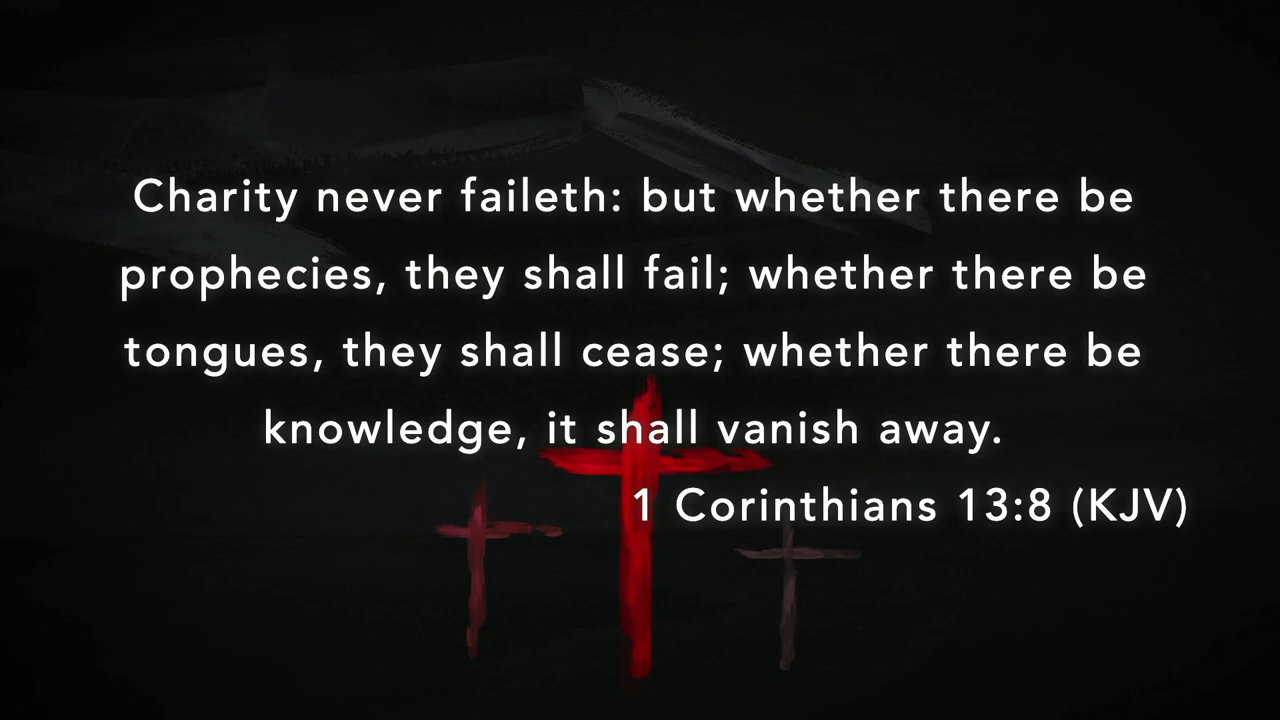 Charity never faileth: but whether there be
prophecies, they shall fail; whether there be
tongues, they shall cease; whether there be
knowledge, it shall vanish away.
1 Corinthians 13:8 (KJV)